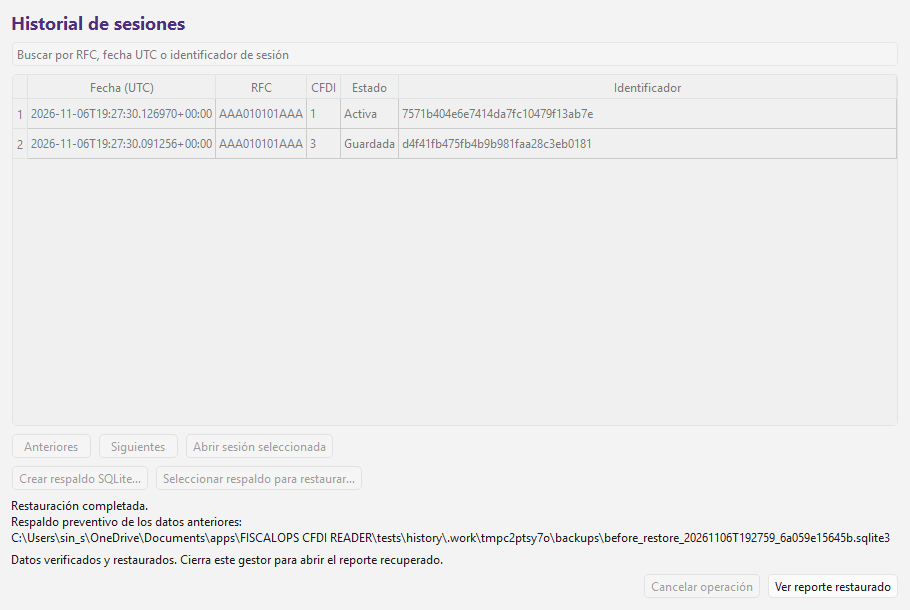 Historial de sesiones
Buscar por RFC, fecha UTC o identificador de sesión
Fecha (UTC) RFC CFDI Estado Identificador
1 2026-11-06T19:27:30.126970+00:00 AAA010101AAA 1 Activa 7571b404e6e7414da7fc10479f13ab7e
2 2026-11-06T19:27:30.091256+00:00 AAA010101AAA 3 Guardada d4f41fb475fb4b9b981faa28c3eb0181
Anteriores Siguientes Abrir sesión seleccionada
Crear respaldo SQLite... Seleccionar respaldo para restaurar...
Restauración completada.
Respaldo preventivo de los datos anteriores:
C:\Users\sin_s\OneDrive\Documents\apps\FISCALOPS CFDI READER\tests\history\.work\tmpc2ptsy7o\backups\before_restore_20261106T192759_6a059e15645b.sqlite3
Datos verificados y restaurados. Cierra este gestor para abrir el reporte recuperado.
Cancelar operación Ver reporte restaurado